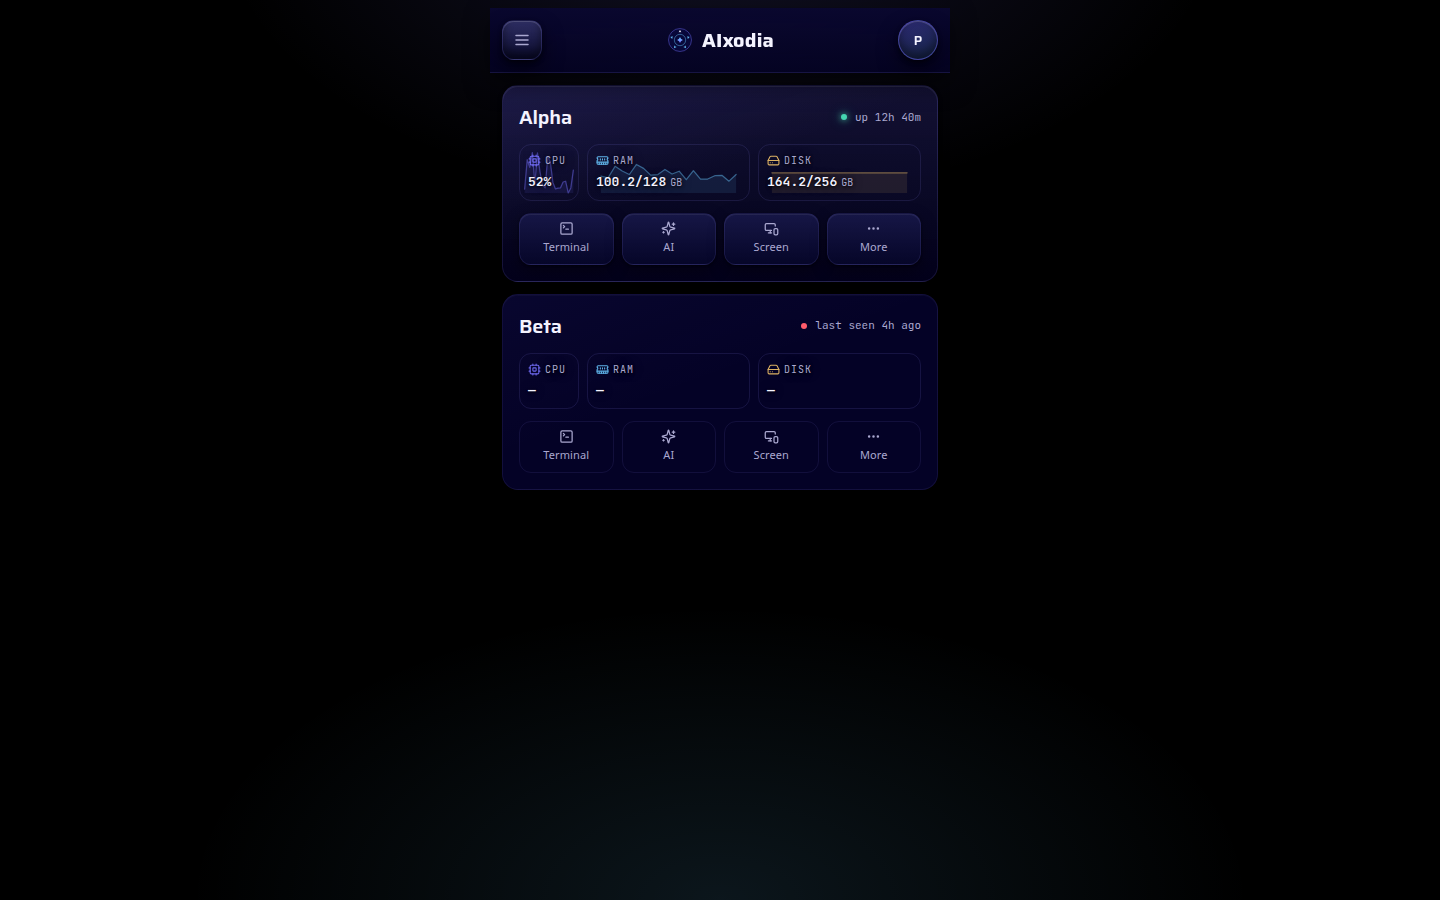 AIxodia
P
Alpha
up 12h 40m
CPU
52%
RAM
100.2/128 GB
DISK
164.2/256 GB
Terminal
AI
Screen
More
Beta
last seen 4h ago
CPU
—
RAM
—
DISK
—
Terminal
AI
Screen
More